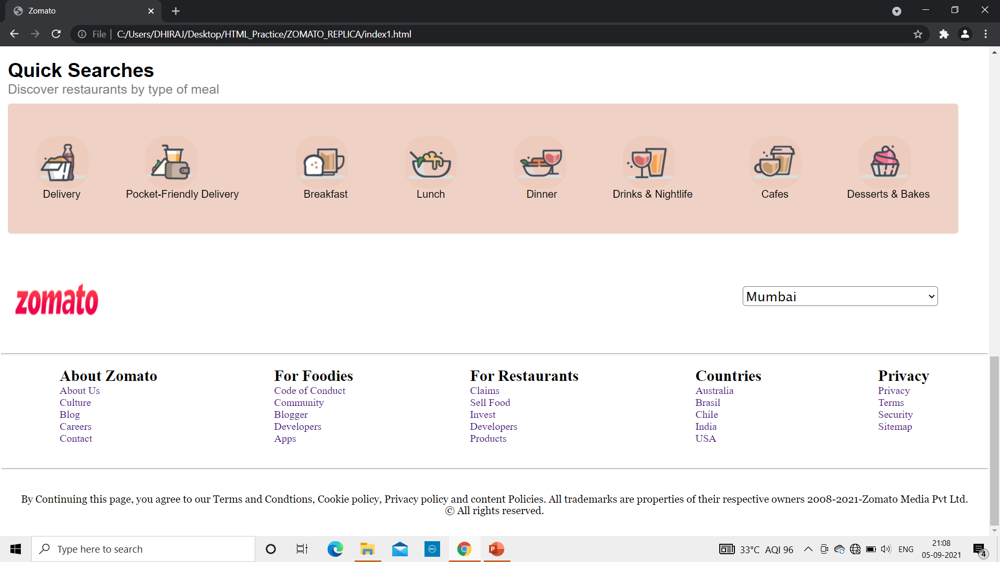 Zomato
File
C:/Users/DHIRAJ/Desktop/HTML_Practice/ZOMATO_REPLICA/index1.html
Quick Searches
Discover restaurants by type of meal
Delivery
Pocket-Friendly Delivery
Breakfast
Lunch
Dinner
Drinks & Nightlife
Cafes
Desserts & Bakes
zomato
Mumbai
About Zomato
About Us
Culture
Blog
Careers
Contact
For Foodies
Code of Conduct
Community
Blogger
Developers
Apps
For Restaurants
Claims
Sell Food
Invest
Developers
Products
Countries
Australia
Brasil
Chile
India
USA
Privacy
Privacy
Terms
Security
Sitemap
By Continuing this page, you agree to our Terms and Condtions, Cookie policy, Privacy policy and content Policies. All trademarks are properties of their respective owners 2008-2021-Zomato Media Pvt Ltd.
© All rights reserved.
Type here to search
DELL
P
33°C AQI 96
ENG
21:08
05-09-2021
4